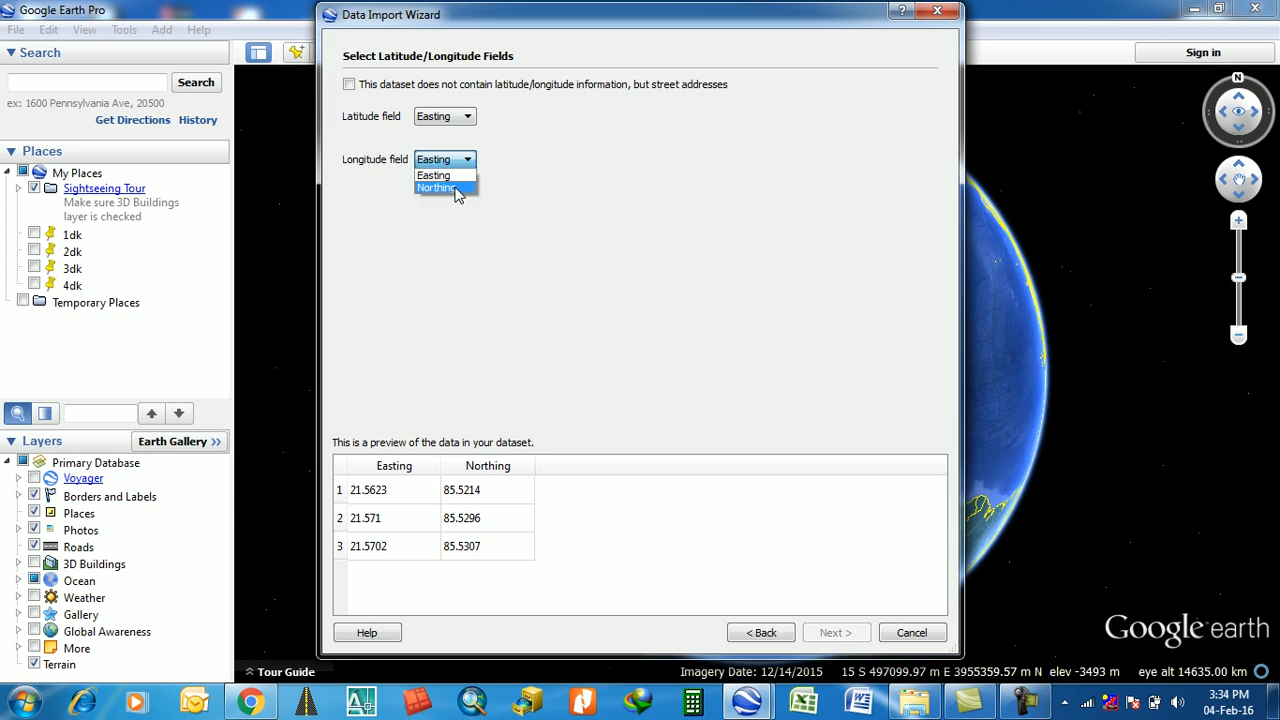 Google Earth Pro
File Edit View Tools Add Help
Search
Search
ex: 1600 Pennsylvania Ave, 20500
Get Directions History
Places
My Places
Sightseeing Tour
Make sure 3D Buildings
layer is checked
1dk
2dk
3dk
4dk
Temporary Places
Layers
Earth Gallery >>
Primary Database
Voyager
Borders and Labels
Places
Photos
Roads
3D Buildings
Ocean
Weather
Gallery
Global Awareness
More
Terrain
Sign in
N
Data Import Wizard
Select Latitude/Longitude Fields
This dataset does not contain latitude/longitude information, but street addresses
Latitude field Easting
Longitude field Easting
Easting
Northing
This is a preview of the data in your dataset.
Easting Northing
1 21.5623 85.5214
2 21.571 85.5296
3 21.5702 85.5307
Help < Back Next > Cancel
Google earth
Tour Guide
Imagery Date: 12/14/2015 15 S 497099.97 m E 3955359.57 m N elev -3493 m eye alt 14635.00 km
3:34 PM
04-Feb-16